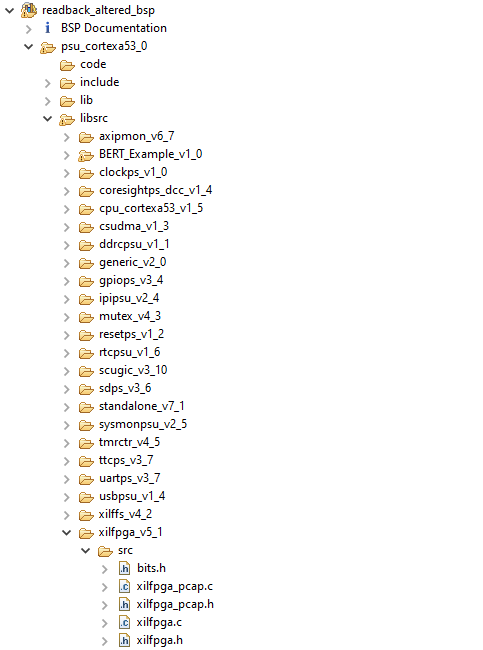 readback_altered_bsp
BSP Documentation
psu_cortexa53_0
code
include
lib
libsrc
axipmon_v6_7
BERT_Example_v1_0
clockps_v1_0
coresightps_dcc_v1_4
cpu_cortexa53_v1_5
csudma_v1_3
ddrcpsu_v1_1
generic_v2_0
gpiops_v3_4
ipipsu_v2_4
mutex_v4_3
resetps_v1_2
rtcpsu_v1_6
scugic_v3_10
sdps_v3_6
standalone_v7_1
sysmonpsu_v2_5
tmrctr_v4_5
ttcps_v3_7
uartps_v3_7
usbpsu_v1_4
xilffs_v4_2
xilfpga_v5_1
src
bits.h
xilfpga_pcap.c
xilfpga_pcap.h
xilfpga.c
xilfpga.h